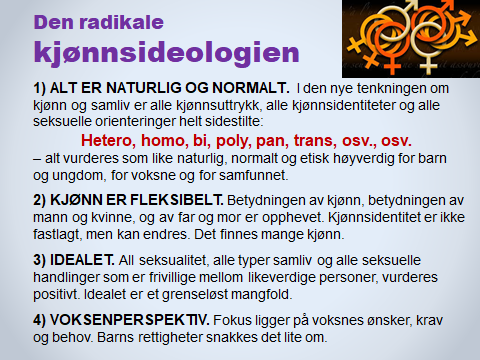 Den radikale
kjønnsideologien
1) ALT ER NATURLIG OG NORMALT. I den nye tenkningen om
kjønn og samliv er alle kjønnsuttrykk, alle kjønnsidentiteter og alle
seksuelle orienteringer helt sidestilte:
Hetero, homo, bi, poly, pan, trans, osv., osv.
– alt vurderes som like naturlig, normalt og etisk høyverdig for barn
og ungdom, for voksne og for samfunnet.
2) KJØNN ER FLEKSIBELT. Betydningen av kjønn, betydningen av
mann og kvinne, og av far og mor er opphevet. Kjønnsidentitet er ikke
fastlagt, men kan endres. Det finnes mange kjønn.
3) IDEALET. All seksualitet, alle typer samliv og alle seksuelle
handlinger som er frivillige mellom likeverdige personer, vurderes
positivt. Idealet er et grenseløst mangfold.
4) VOKSENPERSPEKTIV. Fokus ligger på voksnes ønsker, krav
og behov. Barns rettigheter snakkes det lite om.